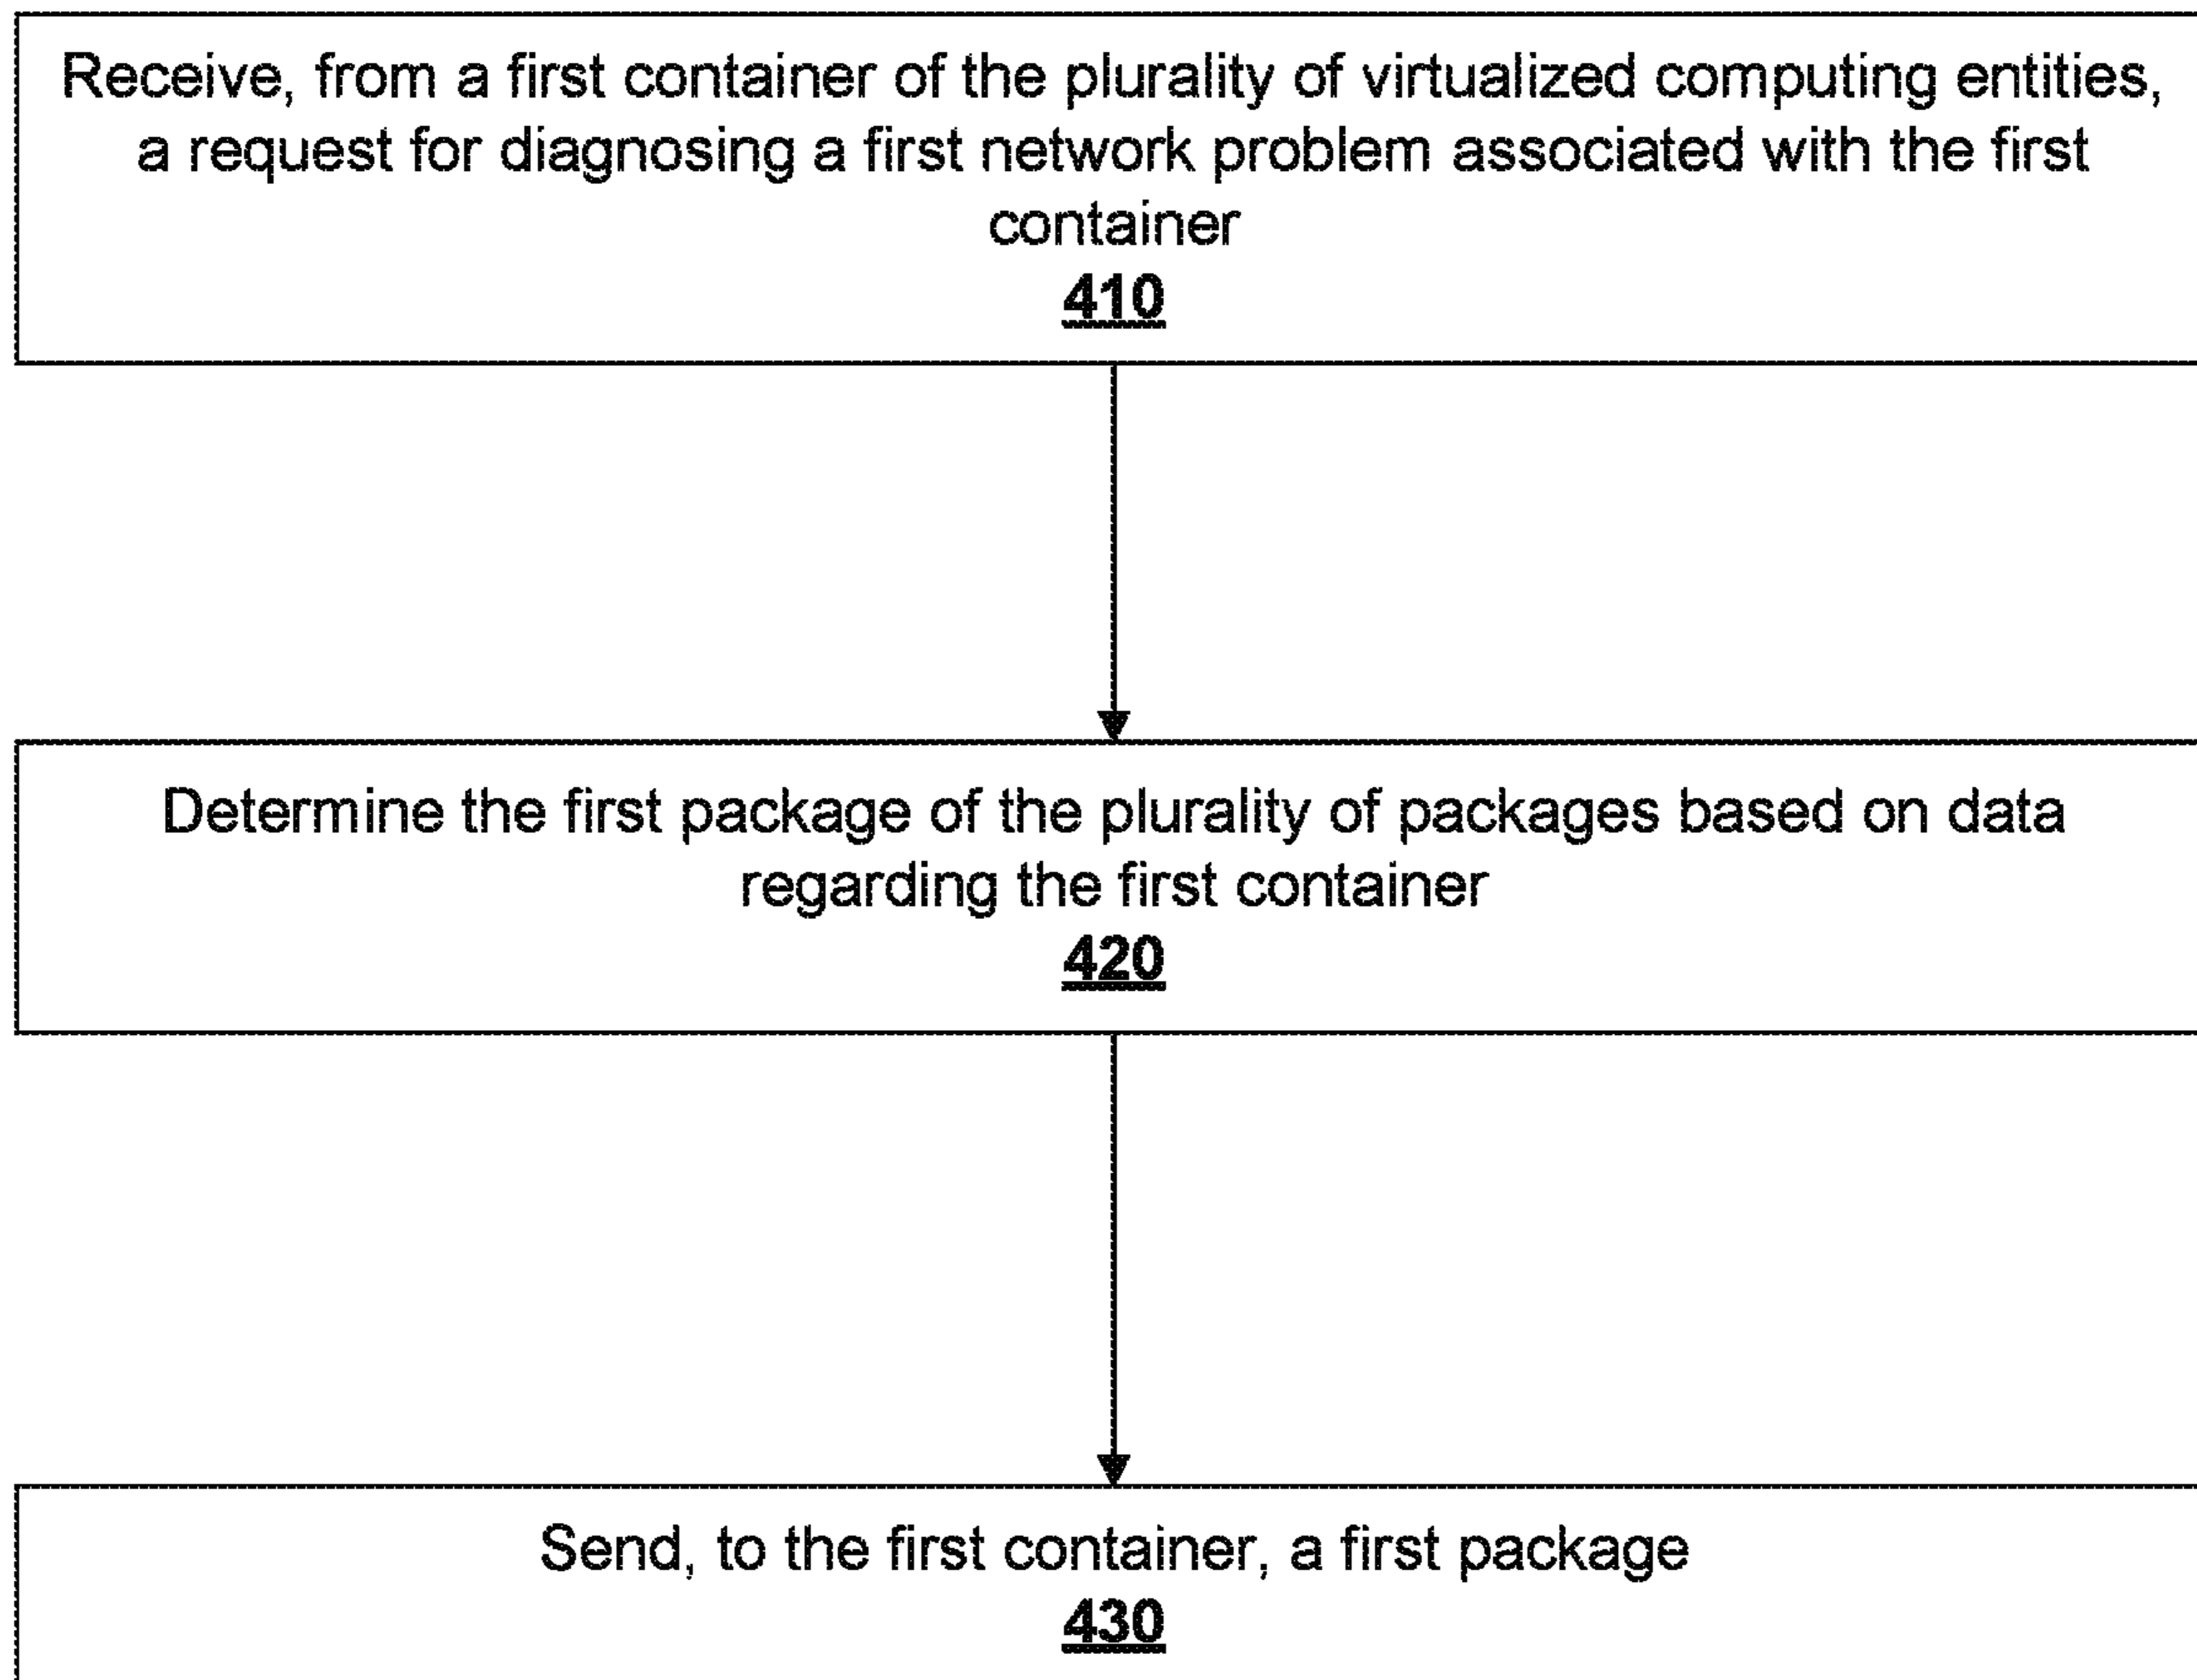 Receive, from a first container of the plurality of virtualized computing entities,
a request for diagnosing a first network problem associated with the first
container
410
Determine the first package of the plurality of packages based on data
regarding the first container
420
Send, to the first container, a first package
430